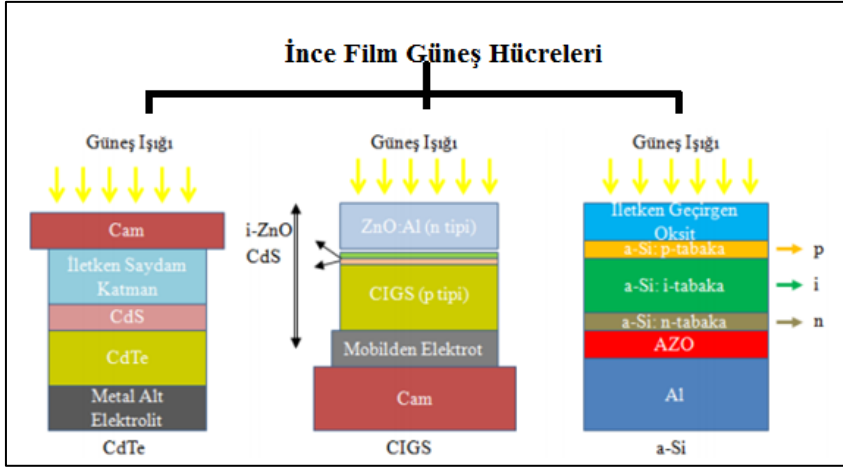 İnce Film Güneş Hücreleri
Güneş Işığı
Cam
İletken Saydam
Katman
CdS
CdTe
Metal Alt
Elektrolit
CdTe
Güneş Işığı
i-ZnO
CdS
ZnO:Al (n tipi)
CIGS (p tipi)
Mobilden Elektrot
Cam
CIGS
Güneş Işığı
İletken Geçirgen
Oksit
a-Si: p-tabaka
p
a-Si: i-tabaka
i
a-Si: n-tabaka
n
AZO
Al
a-Si